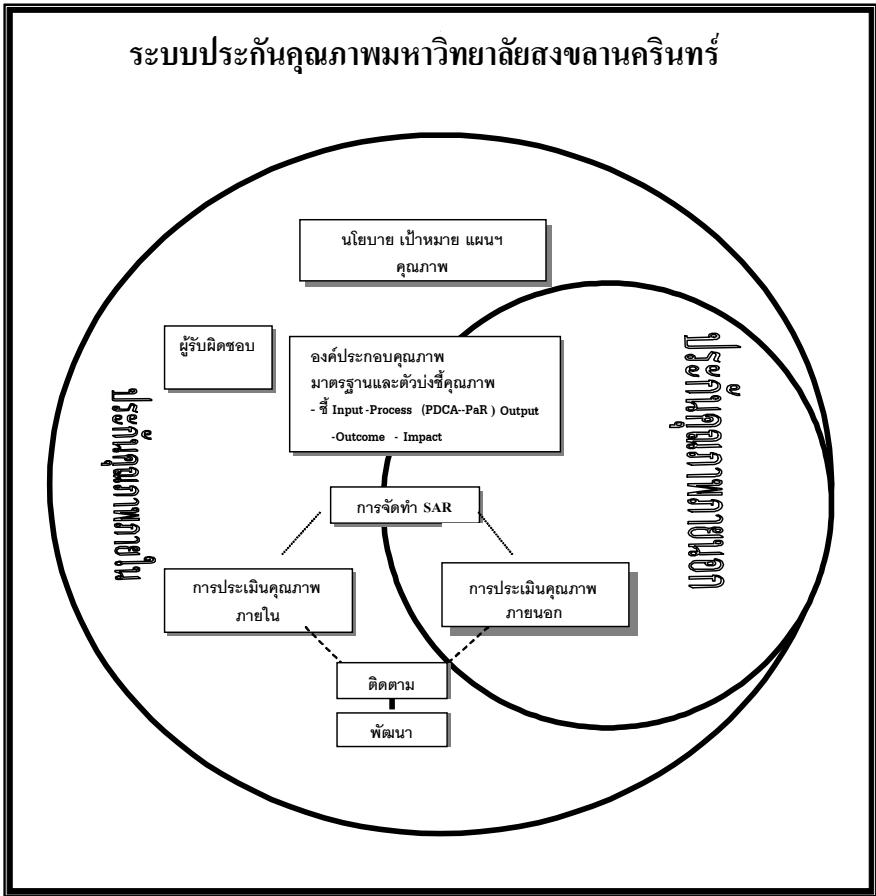 ระบบประกันคุณภาพมหาวิทยาลัยสงขลานครินทร์
นโยบาย เป้าหมาย แผนฯ
คุณภาพ
ผู้รับผิดชอบ
องค์ประกอบคุณภาพ
มาตรฐานและตัวบ่งชี้คุณภาพ
- ชี้ Input -Process (PDCA--PaR ) Output
-Outcome - Impact
ประกันคุณภาพภายใน
ประกันคุณภาพภายนอก
การจัดทำ SAR
การประเมินคุณภาพ
ภายใน
การประเมินคุณภาพ
ภายนอก
ติดตาม
พัฒนา